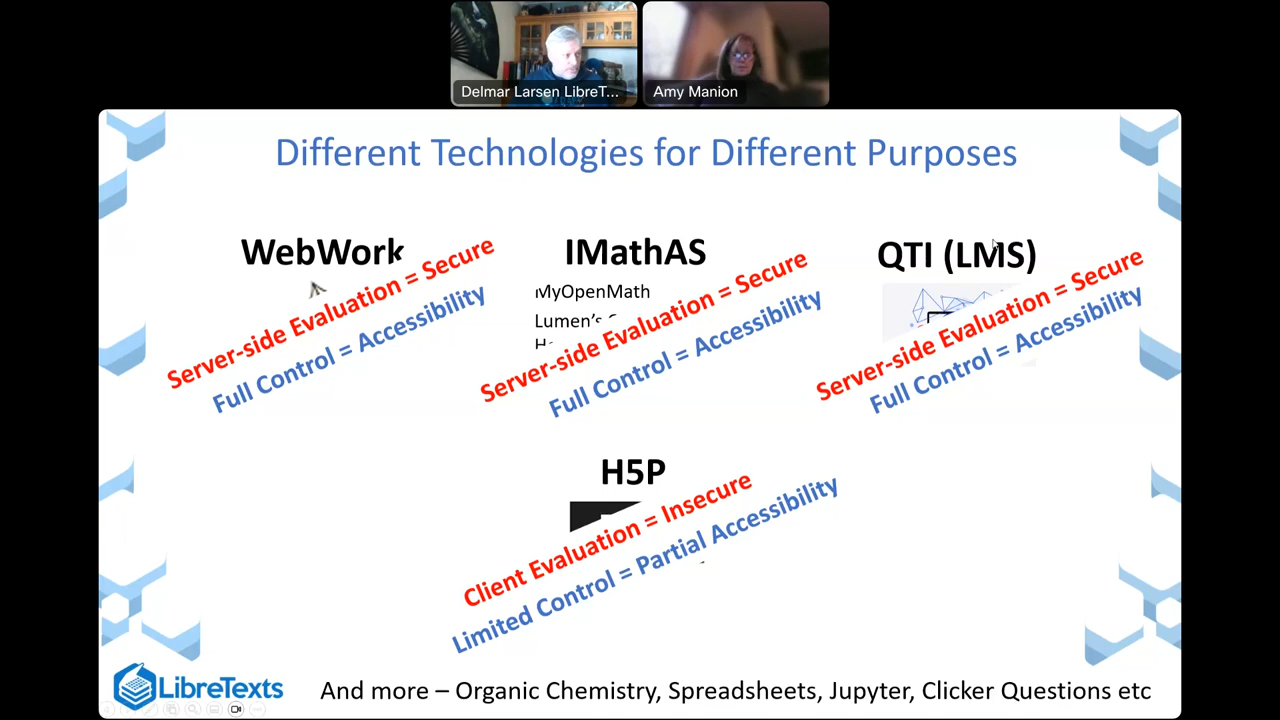 Delmar Larsen LibreT...
Amy Manion
Different Technologies for Different Purposes
WebWork
Server-side Evaluation = Secure
Full Control = Accessibility
IMathAS
MyOpenMath
Lumen's
Server-side Evaluation = Secure
Full Control = Accessibility
QTI (LMS)
Server-side Evaluation = Secure
Full Control = Accessibility
H5P
Client Evaluation = Insecure
Limited Control = Partial Accessibility
LibreTexts
And more – Organic Chemistry, Spreadsheets, Jupyter, Clicker Questions etc